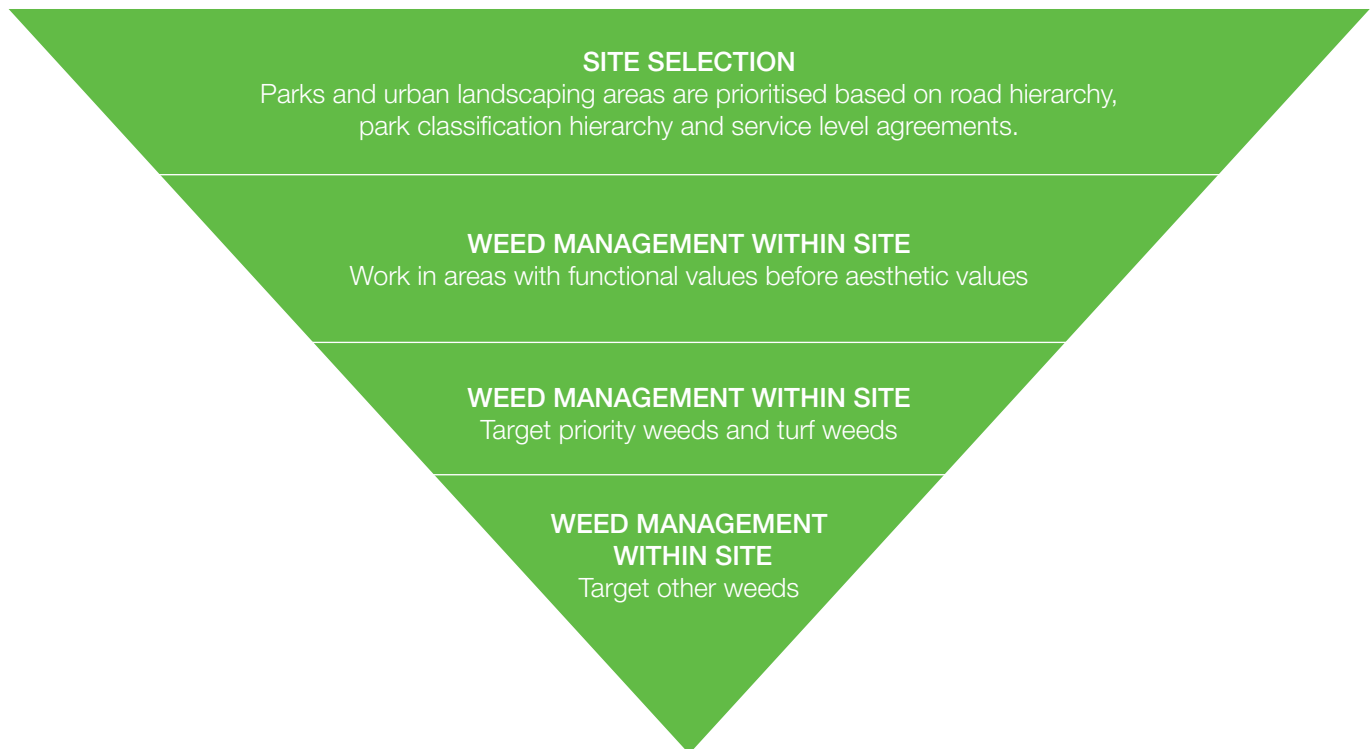 SITE SELECTION
Parks and urban landscaping areas are prioritised based on road hierarchy,
park classification hierarchy and service level agreements.
WEED MANAGEMENT WITHIN SITE
Work in areas with functional values before aesthetic values
WEED MANAGEMENT WITHIN SITE
Target priority weeds and turf weeds
WEED MANAGEMENT
WITHIN SITE
Target other weeds